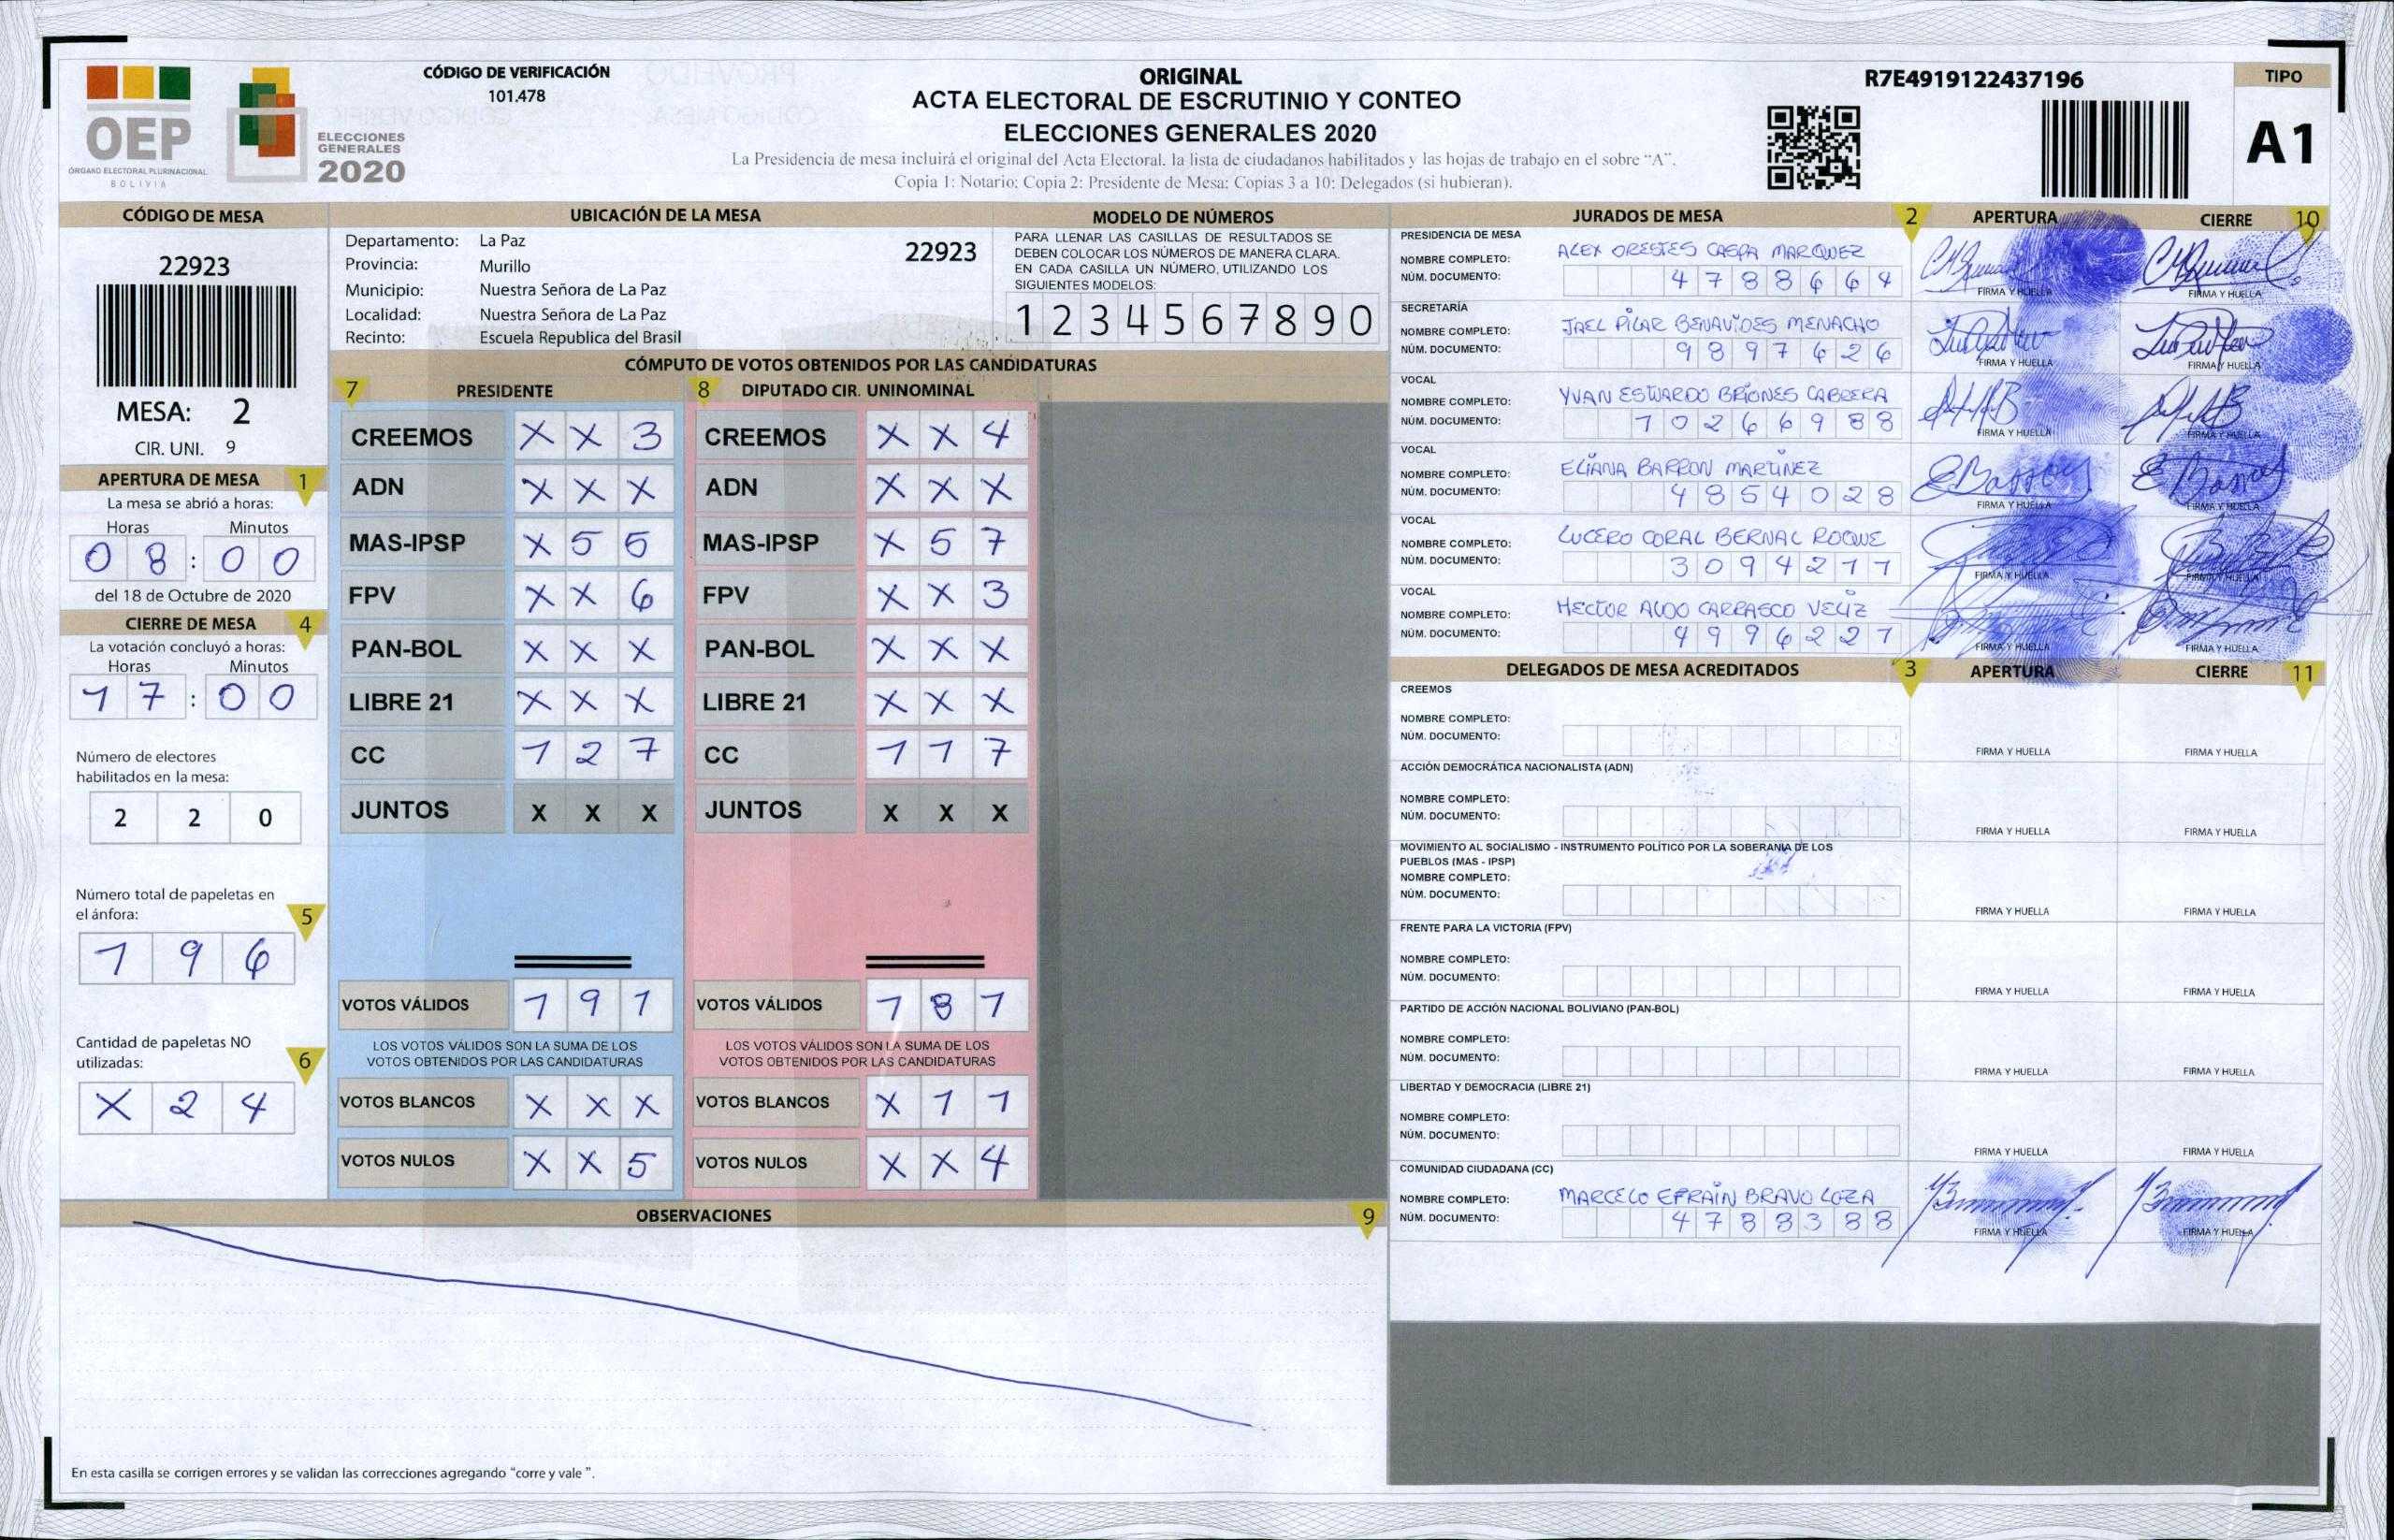 OEP
ÓRGANO ELECTORAL PLURINACIONAL
BOLIVIA
ELECCIONES
GENERALES
2020
CÓDIGO DE VERIFICACIÓN
101.478
ORIGINAL
ACTA ELECTORAL DE ESCRUTINIO Y CONTEO
ELECCIONES GENERALES 2020
La Presidencia de mesa incluirá el original del Acta Electoral, la lista de ciudadanos habilitados y las hojas de trabajo en el sobre “A”.
Copia 1: Notario; Copia 2: Presidente de Mesa; Copias 3 a 10: Delegados (si hubieran).
R7E4919122437196
TIPO
A1
CÓDIGO DE MESA
22923
MESA: 2
CIR. UNI. 9
APERTURA DE MESA 1
La mesa se abrió a horas:
Horas Minutos
08:00
del 18 de Octubre de 2020
CIERRE DE MESA 4
La votación concluyó a horas:
Horas Minutos
17:00
Número de electores
habilitados en la mesa:
2 2 0
Número total de papeletas en
el ánfora: 5
1 9 6
Cantidad de papeletas NO
utilizadas: 6
X 2 4
UBICACIÓN DE LA MESA
Departamento: La Paz 22923
Provincia: Murillo
Municipio: Nuestra Señora de La Paz
Localidad: Nuestra Señora de La Paz
Recinto: Escuela Republica del Brasil
MODELO DE NÚMEROS
PARA LLENAR LAS CASILLAS DE RESULTADOS SE
DEBEN COLOCAR LOS NÚMEROS DE MANERA CLARA.
EN CADA CASILLA UN NÚMERO, UTILIZANDO LOS
SIGUIENTES MODELOS:
1 2 3 4 5 6 7 8 9 0
CÓMPUTO DE VOTOS OBTENIDOS POR LAS CANDIDATURAS
7 PRESIDENTE 8 DIPUTADO CIR. UNINOMINAL
CREEMOS X X 3 CREEMOS X X 4
ADN X X X ADN X X X
MAS-IPSP X 5 5 MAS-IPSP X 5 7
FPV X X 6 FPV X X 3
PAN-BOL X X X PAN-BOL X X X
LIBRE 21 X X X LIBRE 21 X X X
CC 1 2 7 CC 1 1 7
JUNTOS X X X JUNTOS X X X
VOTOS VÁLIDOS 1 9 1 VOTOS VÁLIDOS 1 8 1
LOS VOTOS VÁLIDOS SON LA SUMA DE LOS LOS VOTOS VÁLIDOS SON LA SUMA DE LOS
VOTOS OBTENIDOS POR LAS CANDIDATURAS VOTOS OBTENIDOS POR LAS CANDIDATURAS
VOTOS BLANCOS X X X VOTOS BLANCOS X 1 1
VOTOS NULOS X X 5 VOTOS NULOS X X 4
OBSERVACIONES 9
En esta casilla se corrigen errores y se validan las correcciones agregando “corre y vale ”.
JURADOS DE MESA 2 APERTURA CIERRE 10
PRESIDENCIA DE MESA
NOMBRE COMPLETO: ALEX ORESTES CASPA MARQUEZ
NÚM. DOCUMENTO: 4788664
FIRMA Y HUELLA FIRMA Y HUELLA
SECRETARÍA
NOMBRE COMPLETO: JAEL PILAR BENAVIDES MENACHO
NÚM. DOCUMENTO: 9897626
FIRMA Y HUELLA FIRMA Y HUELLA
VOCAL
NOMBRE COMPLETO: YVAN ESTUARDO BRIONES CABRERA
NÚM. DOCUMENTO: 10266988
FIRMA Y HUELLA FIRMA Y HUELLA
VOCAL
NOMBRE COMPLETO: ELIANA BARRON MARTINEZ
NÚM. DOCUMENTO: 4854028
FIRMA Y HUELLA FIRMA Y HUELLA
VOCAL
NOMBRE COMPLETO: LUCERO CORAL BERNAL ROQUE
NÚM. DOCUMENTO: 3094211
FIRMA Y HUELLA FIRMA Y HUELLA
VOCAL
NOMBRE COMPLETO: HECTOR ALDO CARRASCO VELIZ
NÚM. DOCUMENTO: 4996221
FIRMA Y HUELLA FIRMA Y HUELLA
DELEGADOS DE MESA ACREDITADOS 3 APERTURA CIERRE 11
CREEMOS
NOMBRE COMPLETO:
NÚM. DOCUMENTO:
FIRMA Y HUELLA FIRMA Y HUELLA
ACCIÓN DEMOCRÁTICA NACIONALISTA (ADN)
NOMBRE COMPLETO:
NÚM. DOCUMENTO:
FIRMA Y HUELLA FIRMA Y HUELLA
MOVIMIENTO AL SOCIALISMO - INSTRUMENTO POLÍTICO POR LA SOBERANIA DE LOS
PUEBLOS (MAS - IPSP)
NOMBRE COMPLETO:
NÚM. DOCUMENTO:
FIRMA Y HUELLA FIRMA Y HUELLA
FRENTE PARA LA VICTORIA (FPV)
NOMBRE COMPLETO:
NÚM. DOCUMENTO:
FIRMA Y HUELLA FIRMA Y HUELLA
PARTIDO DE ACCIÓN NACIONAL BOLIVIANO (PAN-BOL)
NOMBRE COMPLETO:
NÚM. DOCUMENTO:
FIRMA Y HUELLA FIRMA Y HUELLA
LIBERTAD Y DEMOCRACIA (LIBRE 21)
NOMBRE COMPLETO:
NÚM. DOCUMENTO:
FIRMA Y HUELLA FIRMA Y HUELLA
COMUNIDAD CIUDADANA (CC)
NOMBRE COMPLETO: MARCELO EFRAÍN BRAVO LOZA
NÚM. DOCUMENTO: 4788388
FIRMA Y HUELLA FIRMA Y HUELLA